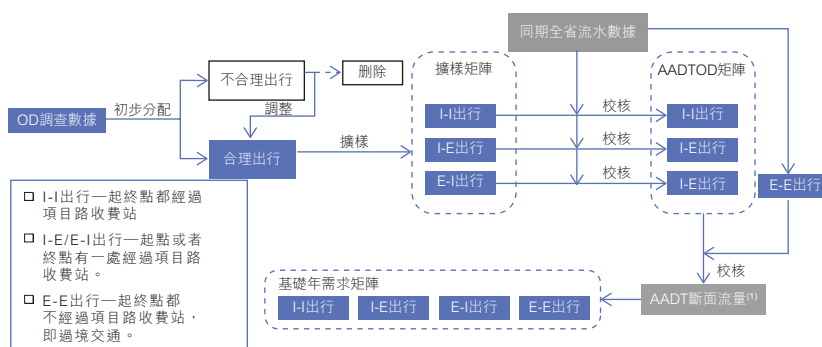 同期全省流水數據
不合理出行
刪除
擴樣矩陣
AADTOD矩陣
OD調查數據
初步分配
調整
合理出行
擴樣
I-I出行
校核
I-I出行
I-E出行
校核
I-E出行
E-I出行
校核
I-E出行
E-E出行
I-I出行—起終點都經過
項目路收費站
I-E/E-I出行—起點或者
終點有一處經過項目路
收費站。
E-E出行—起終點都
不經過項目路收費站,
即過境交通。
校核
基礎年需求矩陣
I-I出行
I-E出行
E-I出行
E-E出行
AADT斷面流量(1)